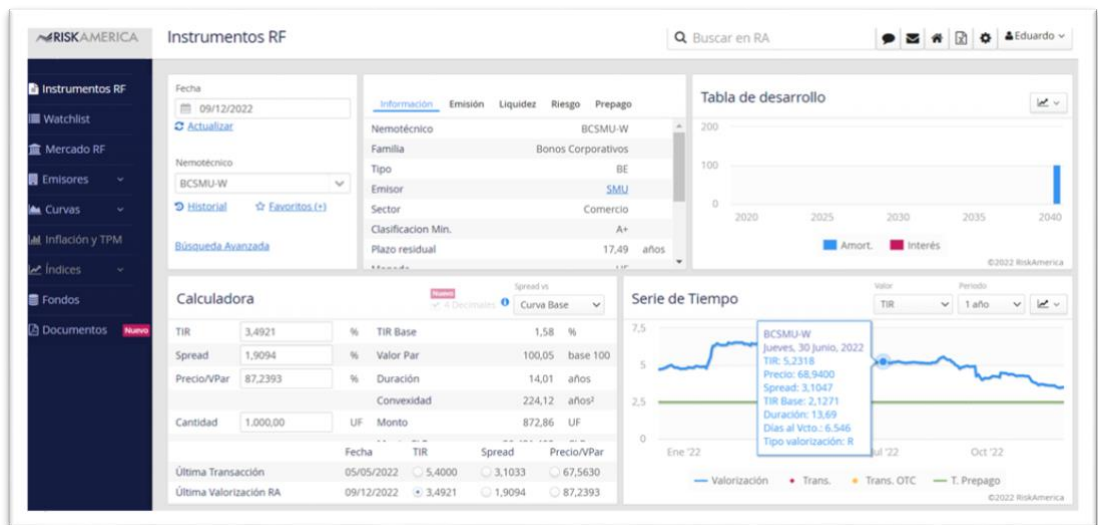 RISKAMERICA
Instrumentos RF
Buscar en RA
Eduardo
Instrumentos RF
Watchlist
Mercado RF
Emisores
Curvas
Inflación y TPM
Índices
Fondos
Documentos Nuevo
Fecha
09/12/2022
Actualizar
Nemotécnico
BCSMU-W
Historial Favoritos (+)
Búsqueda Avanzada
Información Emisión Liquidez Riesgo Prepago
Nemotécnico BCSMU-W
Familia Bonos Corporativos
Tipo BE
Emisor SMU
Sector Comercio
Clasificacion Min. A+
Plazo residual 17,49 años
Tabla de desarrollo
200
100
0
2020 2025 2030 2035 2040
Amort. Interés
©2022 RiskAmerica
Calculadora
Nuevo
4 Decimales
Spread vs
Curva Base
TIR 3,4921 % TIR Base 1,58 %
Spread 1,9094 % Valor Par 100,05 base 100
Precio/VPar 87,2393 % Duración 14,01 años
Convexidad 224,12 años²
Cantidad 1.000,00 UF Monto 872,86 UF
Fecha TIR Spread Precio/VPar
Última Transacción 05/05/2022 5,4000 3,1033 67,5630
Última Valorización RA 09/12/2022 3,4921 1,9094 87,2393
Serie de Tiempo
Valor
TIR
Periodo
1 año
7,5
5
2,5
0
BCSMU-W
Jueves, 30 Junio, 2022
TIR: 5,2318
Precio: 68,9400
Spread: 3,1047
TIR Base: 2,1271
Duración: 13,69
Días al Vcto.: 6.546
Tipo valorización: R
Ene '22 Jul '22 Oct '22
Valorización Trans. Trans. OTC T. Prepago
©2022 RiskAmerica